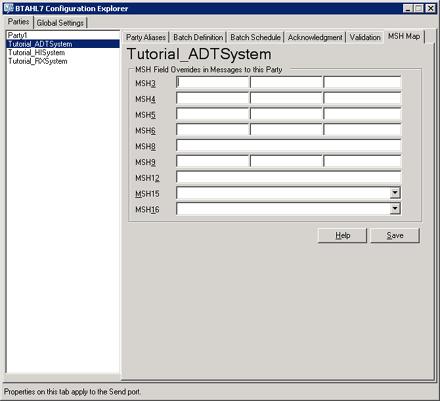 BTAHL7 Configuration Explorer
Parties Global Settings
Party1
Tutorial_ADTSystem
Tutorial_HISystem
Tutorial_RXSystem
Party Aliases Batch Definition Batch Schedule Acknowledgment Validation MSH Map
Tutorial_ADTSystem
MSH Field Overrides in Messages to this Party
MSH3
MSH4
MSH5
MSH6
MSH8
MSH9
MSH12
MSH15
MSH16
Help Save
Properties on this tab apply to the Send port.